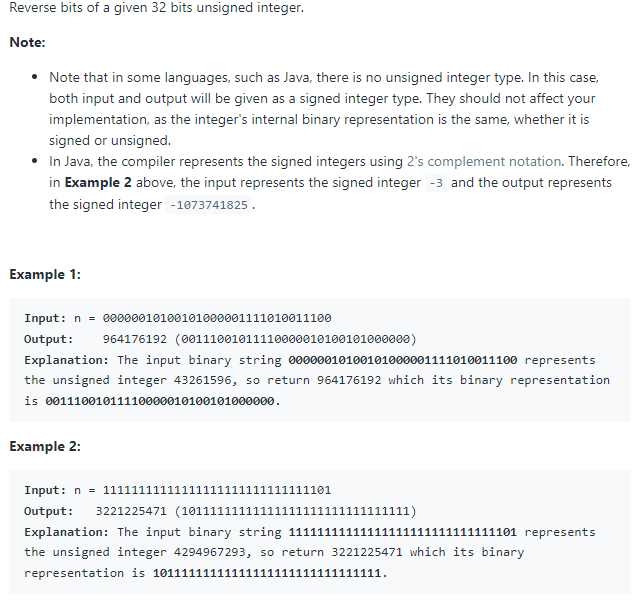 Reverse bits of a given 32 bits unsigned integer.
Note:
• Note that in some languages, such as Java, there is no unsigned integer type. In this case,
both input and output will be given as a signed integer type. They should not affect your
implementation, as the integer's internal binary representation is the same, whether it is
signed or unsigned.
• In Java, the compiler represents the signed integers using 2's complement notation. Therefore,
in Example 2 above, the input represents the signed integer -3 and the output represents
the signed integer -1073741825 .
Example 1:
Input: n = 00000010100101000001111010011100
Output: 964176192 (00111001011110000010100101000000)
Explanation: The input binary string 00000010100101000001111010011100 represents
the unsigned integer 43261596, so return 964176192 which its binary representation
is 00111001011110000010100101000000.
Example 2:
Input: n = 11111111111111111111111111111101
Output: 3221225471 (10111111111111111111111111111111)
Explanation: The input binary string 11111111111111111111111111111101 represents
the unsigned integer 4294967293, so return 3221225471 which its binary
representation is 10111111111111111111111111111111.